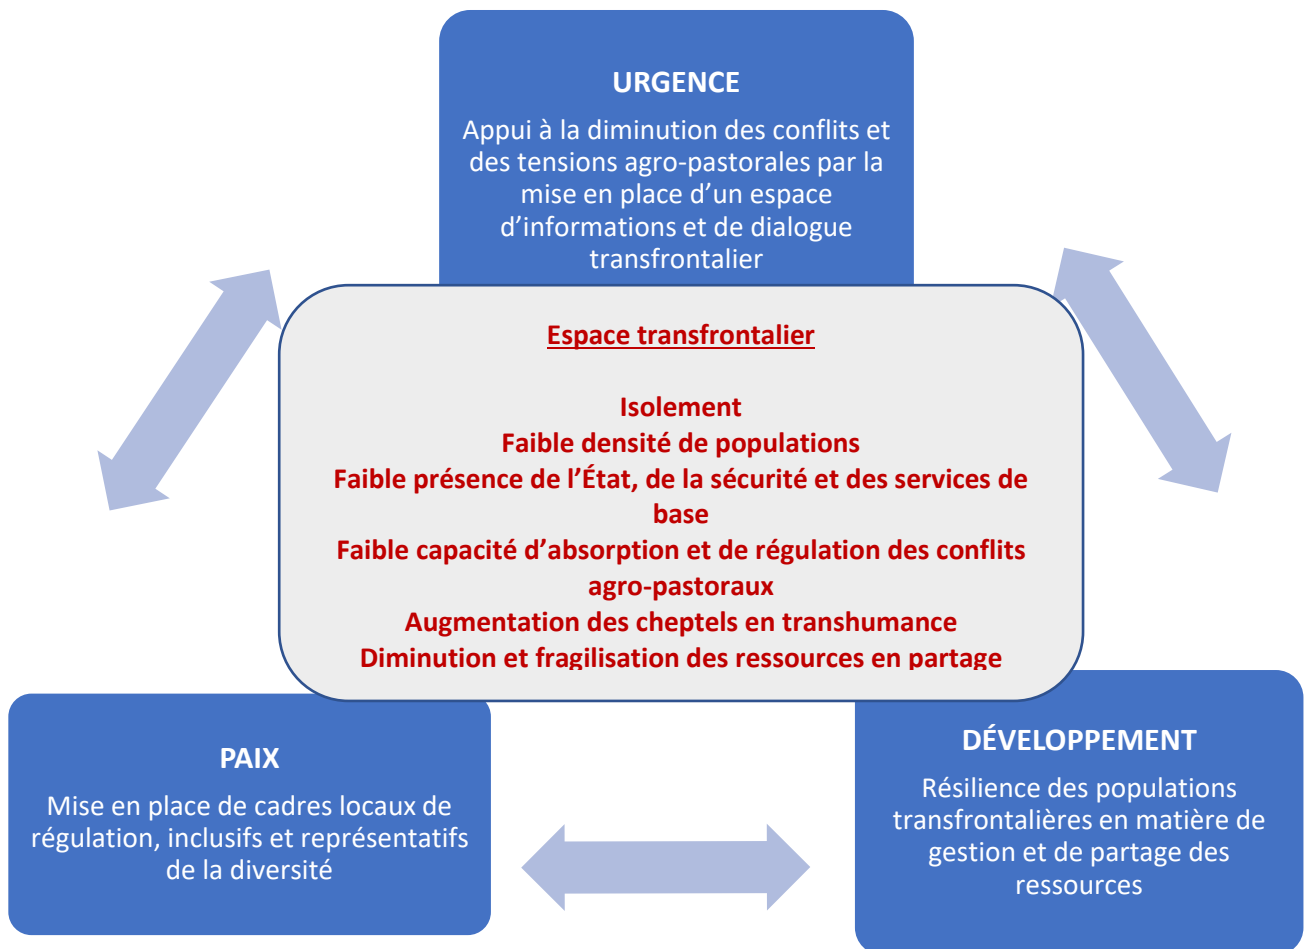 URGENCE
Appui à la diminution des conflits et
des tensions agro-pastorales par la
mise en place d’un espace
d’informations et de dialogue
transfrontalier
Espace transfrontalier
Isolement
Faible densité de populations
Faible présence de l’État, de la sécurité et des services de
base
Faible capacité d’absorption et de régulation des conflits
agro-pastoraux
Augmentation des cheptels en transhumance
Diminution et fragilisation des ressources en partage
PAIX
Mise en place de cadres locaux de
régulation, inclusifs et représentatifs
de la diversité
DÉVELOPPEMENT
Résilience des populations
transfrontalières en matière de
gestion et de partage des
ressources